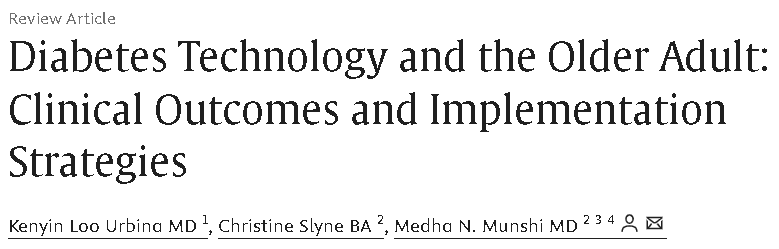 Review Article
Diabetes Technology and the Older Adult:
Clinical Outcomes and Implementation
Strategies
Kenyin Loo Urbina MD 1, Christine Slyne BA 2, Medha N. Munshi MD 2 3 4